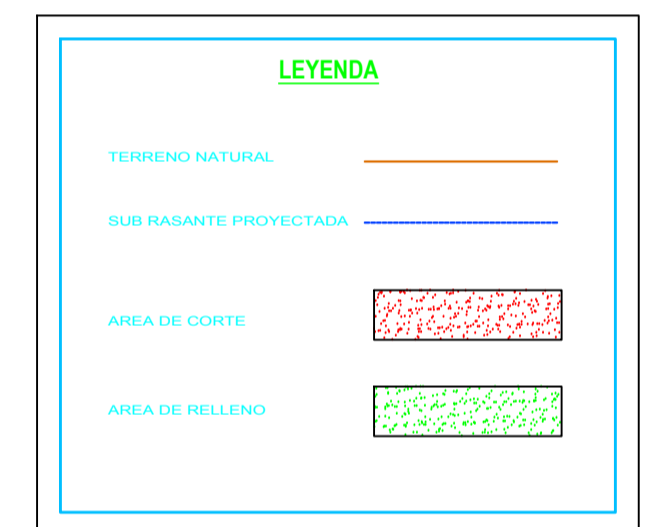 LEYENDA
TERRENO NATURAL
SUB RASANTE PROYECTADA
AREA DE CORTE
AREA DE RELLENO